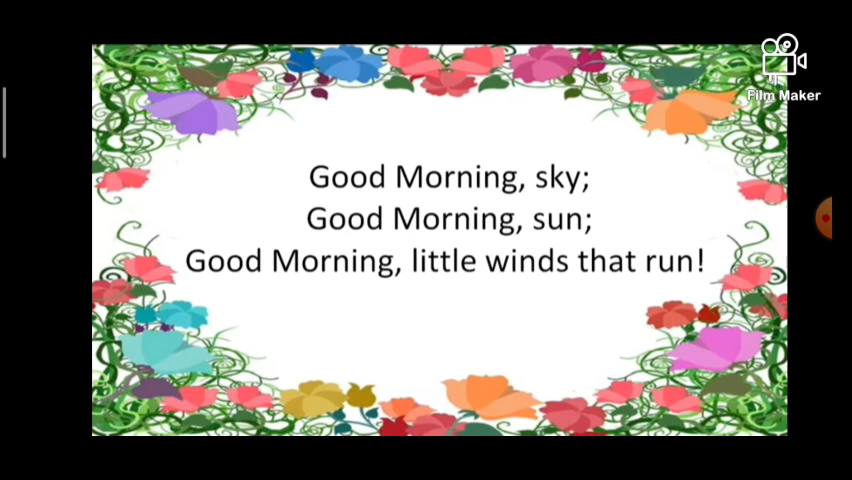 Good Morning, sky;
Good Morning, sun;
Good Morning, little winds that run!
Film Maker